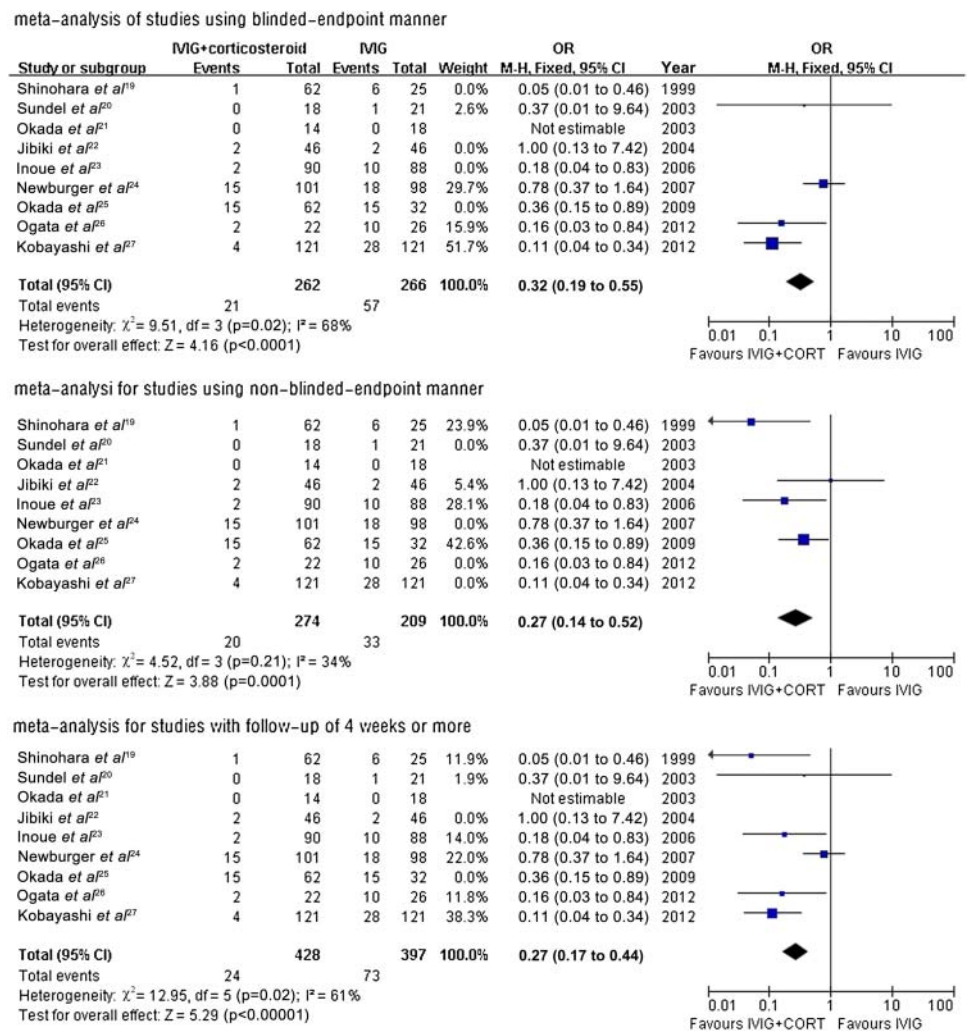 meta-analysis of studies using blinded-endpoint manner
IVIG+corticosteroid IVIG OR OR
Study or subgroup Events Total Events Total Weight M-H, Fixed, 95% CI Year M-H, Fixed, 95% CI
Shinohara et al¹⁹ 1 62 6 25 0.0% 0.05 (0.01 to 0.46) 1999
Sundel et al²⁰ 0 18 1 21 2.6% 0.37 (0.01 to 9.64) 2003
Okada et al²¹ 0 14 0 18 Not estimable 2003
Jibiki et al²² 2 46 2 46 0.0% 1.00 (0.13 to 7.42) 2004
Inoue et al²³ 2 90 10 88 0.0% 0.18 (0.04 to 0.83) 2006
Newburger et al²⁴ 15 101 18 98 29.7% 0.78 (0.37 to 1.64) 2007
Okada et al²⁵ 15 62 15 32 0.0% 0.36 (0.15 to 0.89) 2009
Ogata et al²⁶ 2 22 10 26 15.9% 0.16 (0.03 to 0.84) 2012
Kobayashi et al²⁷ 4 121 28 121 51.7% 0.11 (0.04 to 0.34) 2012
Total (95% CI) 262 266 100.0% 0.32 (0.19 to 0.55)
Total events 21 57
Heterogeneity: χ²= 9.51, df= 3 (p=0.02); I²= 68%
Test for overall effect: Z = 4.16 (p<0.0001)
0.01 0.1 1 10 100
Favours IVIG+CORT Favours IVIG
meta-analysi for studies using non-blinded-endpoint manner
Shinohara et al¹⁹ 1 62 6 25 23.9% 0.05 (0.01 to 0.46) 1999
Sundel et al²⁰ 0 18 1 21 0.0% 0.37 (0.01 to 9.64) 2003
Okada et al²¹ 0 14 0 18 Not estimable 2003
Jibiki et al²² 2 46 2 46 5.4% 1.00 (0.13 to 7.42) 2004
Inoue et al²³ 2 90 10 88 28.1% 0.18 (0.04 to 0.83) 2006
Newburger et al²⁴ 15 101 18 98 0.0% 0.78 (0.37 to 1.64) 2007
Okada et al²⁵ 15 62 15 32 42.6% 0.36 (0.15 to 0.89) 2009
Ogata et al²⁶ 2 22 10 26 0.0% 0.16 (0.03 to 0.84) 2012
Kobayashi et al²⁷ 4 121 28 121 0.0% 0.11 (0.04 to 0.34) 2012
Total (95% CI) 274 209 100.0% 0.27 (0.14 to 0.52)
Total events 20 33
Heterogeneity: χ²= 4.52, df= 3 (p=0.21); I²= 34%
Test for overall effect: Z = 3.88 (p=0.0001)
0.01 0.1 1 10 100
Favours IVIG+CORT Favours IVIG
meta-analysis for studies with follow-up of 4 weeks or more
Shinohara et al¹⁹ 1 62 6 25 11.9% 0.05 (0.01 to 0.46) 1999
Sundel et al²⁰ 0 18 1 21 1.9% 0.37 (0.01 to 9.64) 2003
Okada et al²¹ 0 14 0 18 Not estimable 2003
Jibiki et al²² 2 46 2 46 0.0% 1.00 (0.13 to 7.42) 2004
Inoue et al²³ 2 90 10 88 14.0% 0.18 (0.04 to 0.83) 2006
Newburger et al²⁴ 15 101 18 98 22.0% 0.78 (0.37 to 1.64) 2007
Okada et al²⁵ 15 62 15 32 0.0% 0.36 (0.15 to 0.89) 2009
Ogata et al²⁶ 2 22 10 26 11.8% 0.16 (0.03 to 0.84) 2012
Kobayashi et al²⁷ 4 121 28 121 38.3% 0.11 (0.04 to 0.34) 2012
Total (95% CI) 428 397 100.0% 0.27 (0.17 to 0.44)
Total events 24 73
Heterogeneity: χ²= 12.95, df= 5 (p=0.02); I²= 61%
Test for overall effect: Z = 5.29 (p<0.00001)
0.01 0.1 1 10 100
Favours IVIG+CORT Favours IVIG